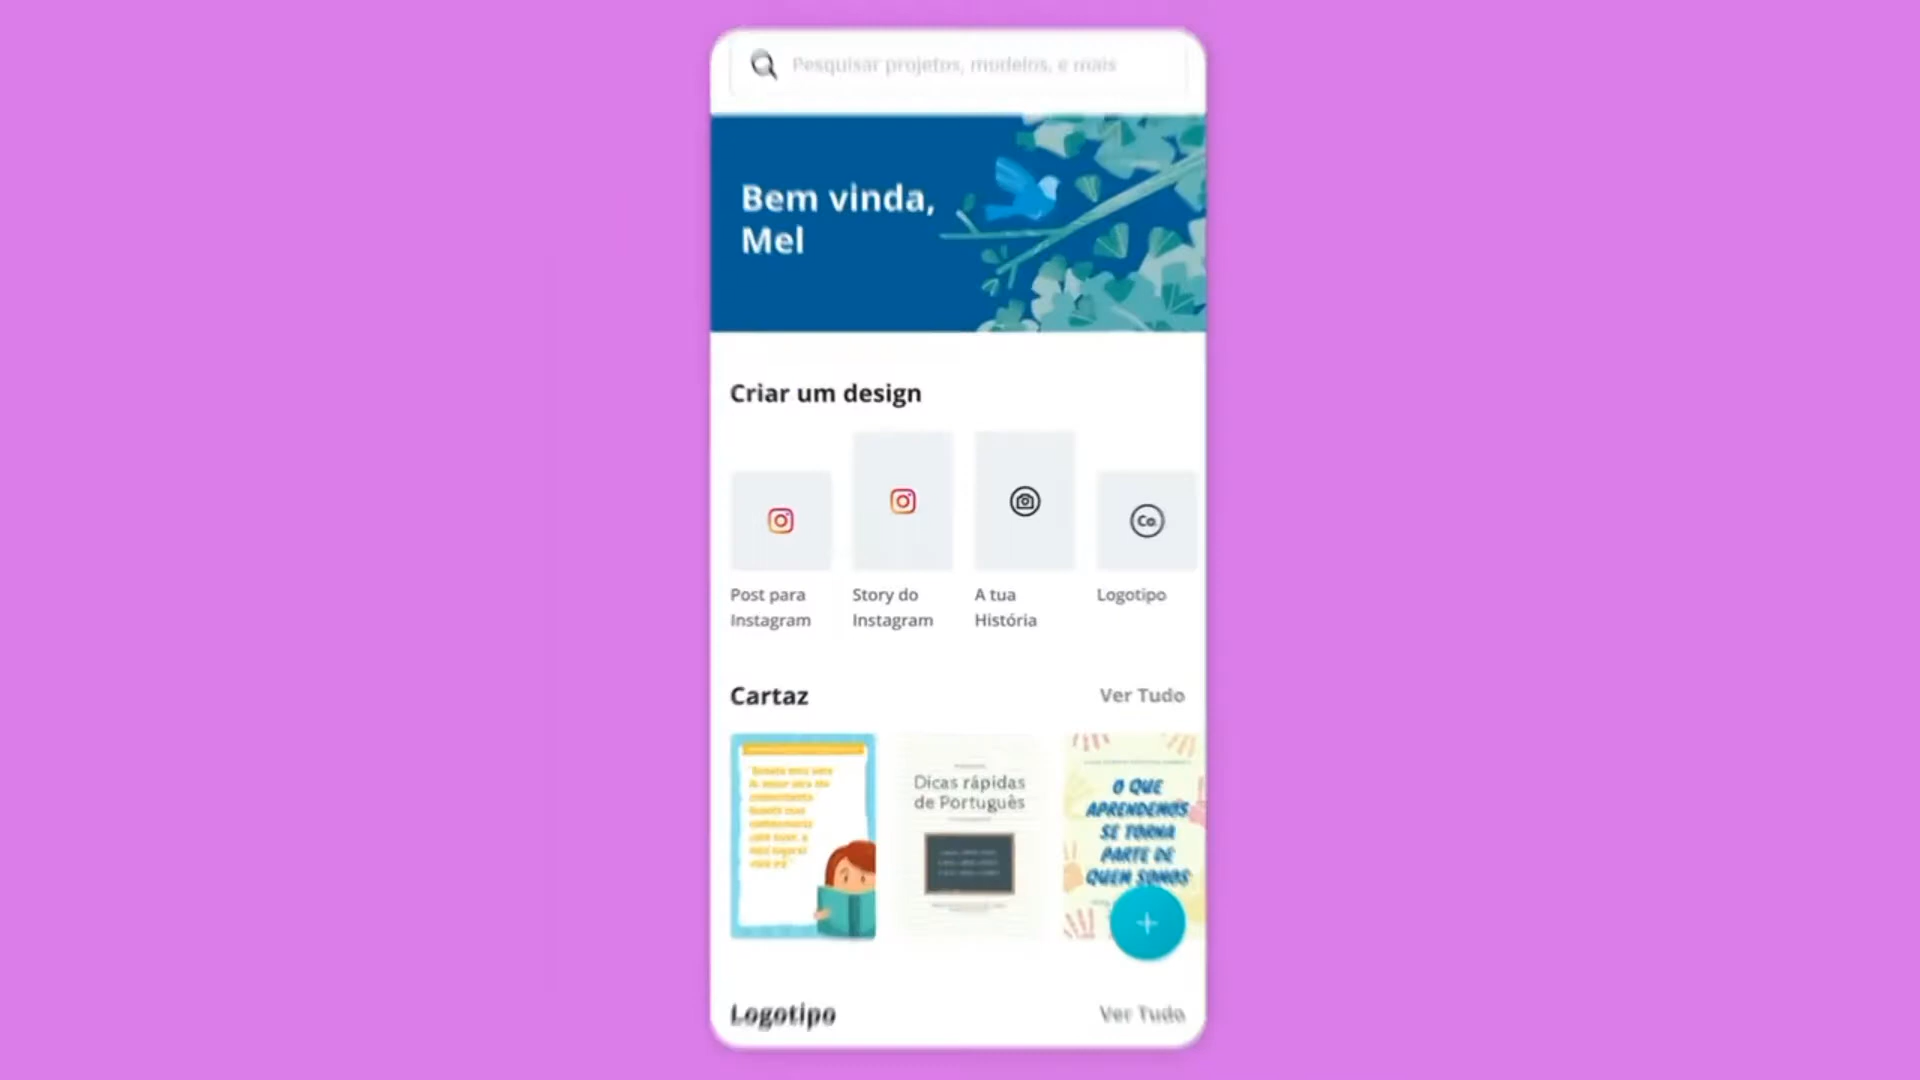 Pesquisar projetos, modelos, e mais
Bem vinda,
Mel
Criar um design
Co.
Post para
Instagram
Story do
Instagram
A tua
História
Logotipo
Cartaz
Ver Tudo
Dicas rápidas
de Português
O QUE
APRENDEMOS
SE TORNA
PARTE DE
QUEM SOMOS
Logotipo
Ver Tudo